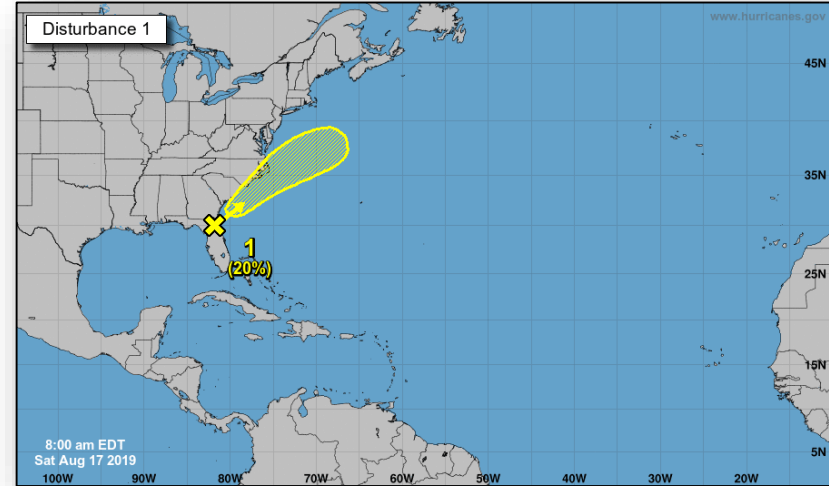 Disturbance 1
www.hurricanes.gov
45N
35N
1
(20%)
25N
15N
5N
8:00 am EDT
Sat Aug 17 2019
100W 90W 80W 70W 60W 50W 40W 30W 20W